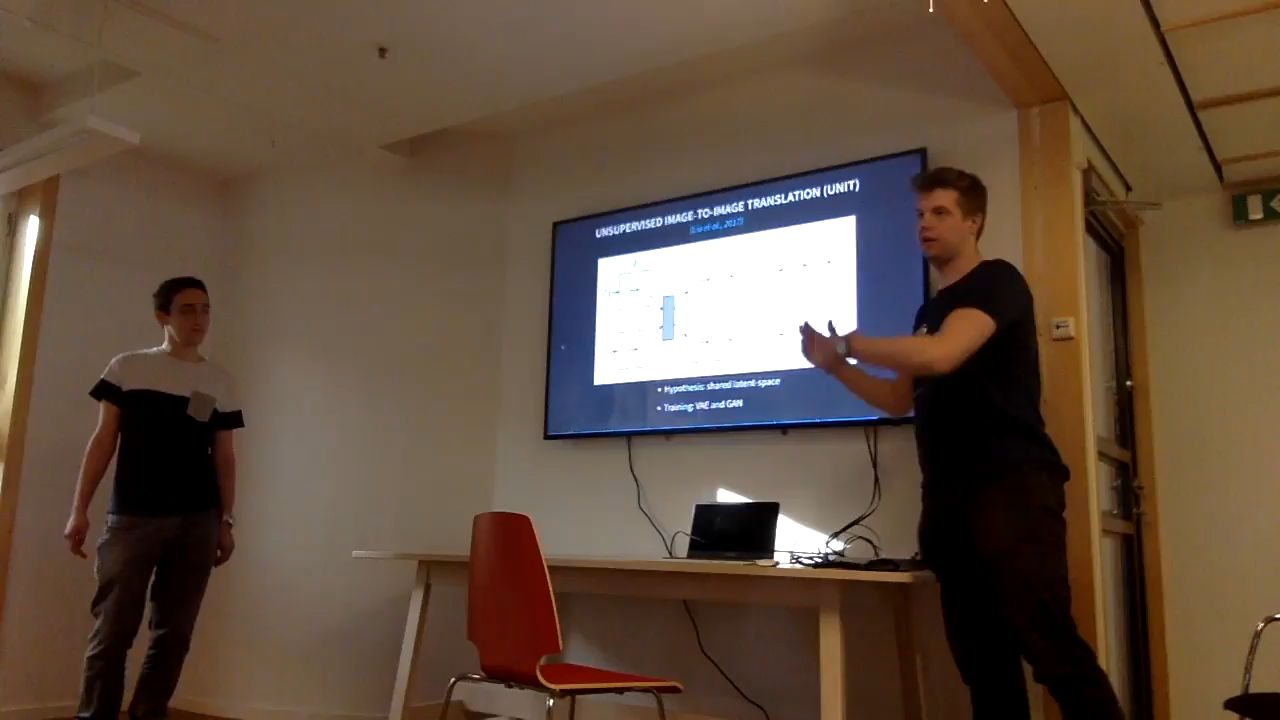 UNSUPERVISED IMAGE-TO-IMAGE TRANSLATION (UNIT)
(Liu et al., 2017)
• Hypothesis: shared latent-space
• Training: VAE and GAN